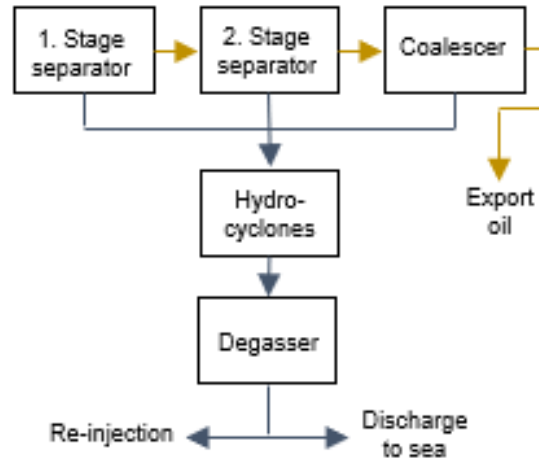 1. Stage
separator
2. Stage
separator
Coalescer
Hydro-
cyclones
Export
oil
Degasser
Re-injection
Discharge
to sea